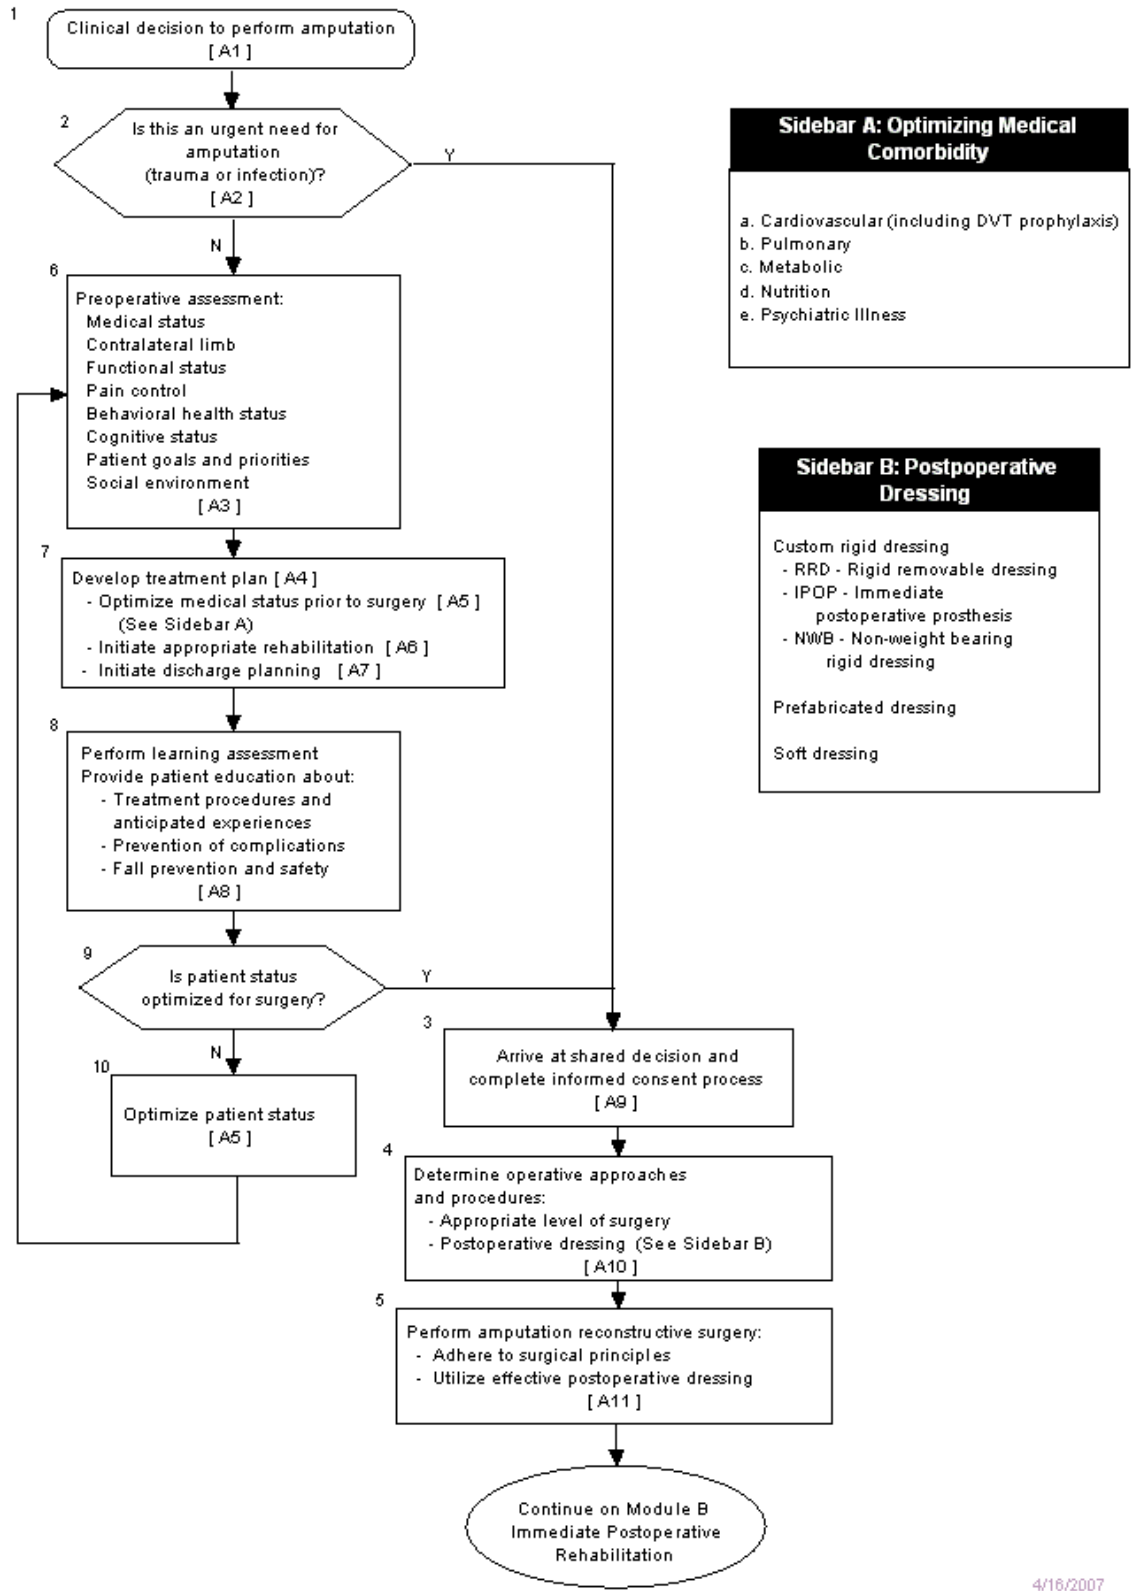 1
Clinical decision to perform amputation
[ A1 ]
2
Is this an urgent need for
amputation
(trauma or infection)?
[ A2 ]
Y
N
6
Preoperative assessment:
Medical status
Contralateral limb
Functional status
Pain control
Behavioral health status
Cognitive status
Patient goals and priorities
Social environment
[ A3 ]
7
Develop treatment plan [ A4 ]
- Optimize medical status prior to surgery [ A5 ]
(See Sidebar A)
- Initiate appropriate rehabilitation [ A6 ]
- Initiate discharge planning [ A7 ]
8
Perform learning assessment
Provide patient education about:
- Treatment procedures and
anticipated experiences
- Prevention of complications
- Fall prevention and safety
[ A8 ]
9
Is patient status
optimized for surgery?
Y
N
10
Optimize patient status
[ A5 ]
3
Arrive at shared decision and
complete informed consent process
[ A9 ]
4
Determine operative approaches
and procedures:
- Appropriate level of surgery
- Postoperative dressing (See Sidebar B)
[ A10 ]
5
Perform amputation reconstructive surgery:
- Adhere to surgical principles
- Utilize effective postoperative dressing
[ A11 ]
Continue on Module B
Immediate Postoperative
Rehabilitation
Sidebar A: Optimizing Medical
Comorbidity
a. Cardiovascular (including DVT prophylaxis)
b. Pulmonary
c. Metabolic
d. Nutrition
e. Psychiatric Illness
Sidebar B: Postpoperative
Dressing
Custom rigid dressing
- RRD - Rigid removable dressing
- IPOP - Immediate
postoperative prosthesis
- NWB - Non-weight bearing
rigid dressing
Prefabricated dressing
Soft dressing
4/16/2007